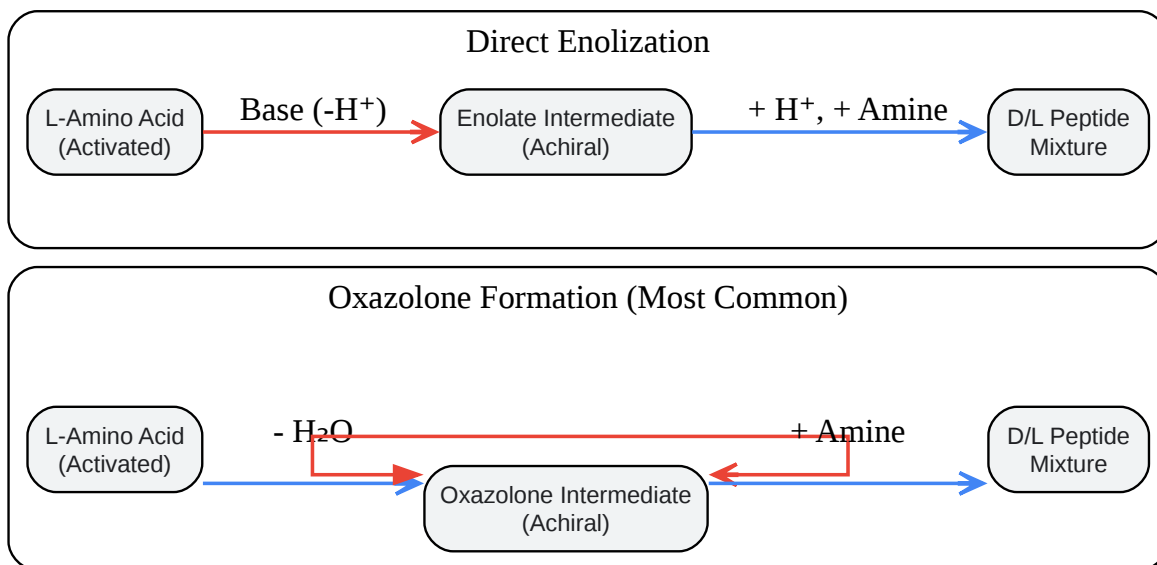 Direct Enolization
L-Amino Acid
(Activated)
Base (-H⁺)
Enolate Intermediate
(Achiral)
+ H⁺, + Amine
D/L Peptide
Mixture
Oxazolone Formation (Most Common)
L-Amino Acid
(Activated)
- H₂O
Oxazolone Intermediate
(Achiral)
+ Amine
D/L Peptide
Mixture